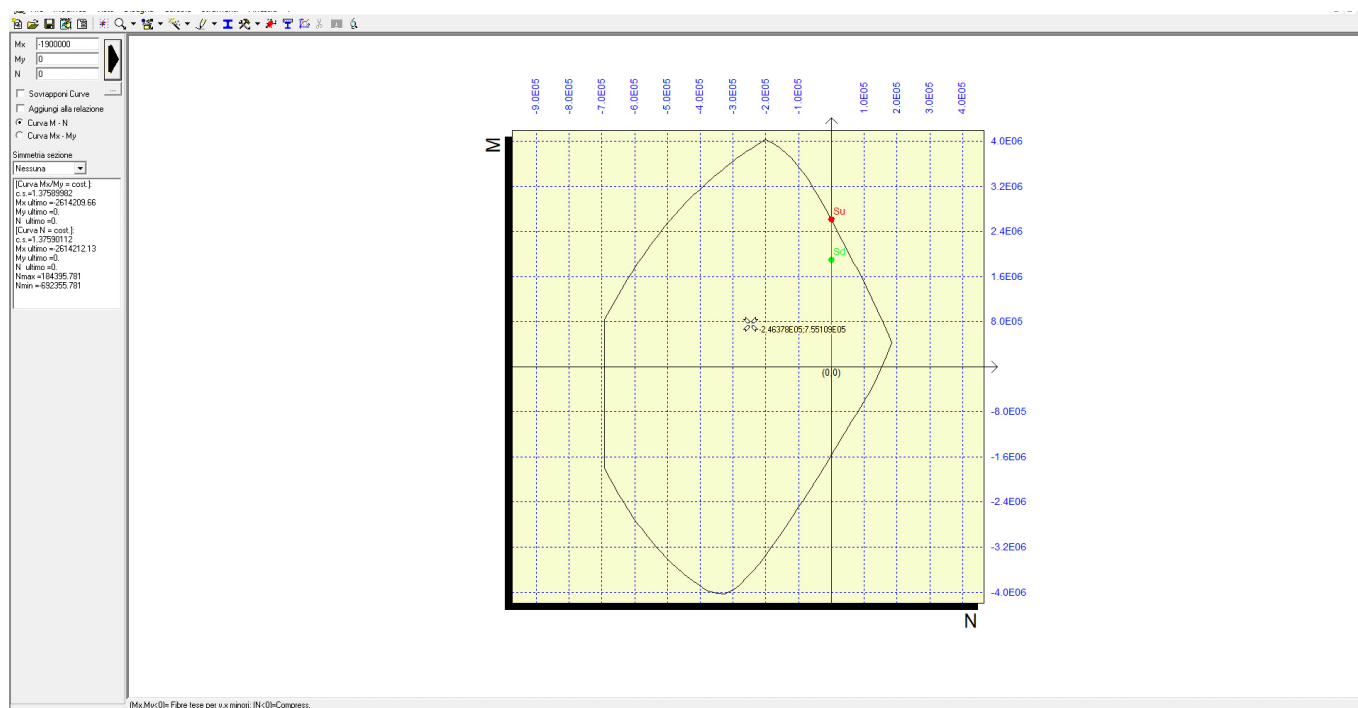 Mx -1900000
My 0
N 0
...
Sovrapponi Curve
Aggiungi alla relazione
Curva M - N
Curva Mx - My
Simmetria sezione
Nessuna
[Curva Mx/My = cost.]:
c.s.=1.37589982
Mx ultimo =-2614209.66
My ultimo =0.
N ultimo =0.
[Curva N = cost.]:
c.s.=1.37590112
Mx ultimo =-2614212.13
My ultimo =0.
N ultimo =0.
Nmax =184395.781
Nmin =-692355.781
-9.0E05 -8.0E05 -7.0E05 -6.0E05 -5.0E05 -4.0E05 -3.0E05 -2.0E05 -1.0E05 1.0E05 2.0E05 3.0E05 4.0E05
M
4.0E06
3.2E06
Su
2.4E06
Sd
1.6E06
8.0E05
-2.46378E05;7.55109E05
(0;0)
-8.0E05
-1.6E06
-2.4E06
-3.2E06
-4.0E06
N
(Mx,My<0)= Fibre tese per y,x minori; (N<0)=Compress.